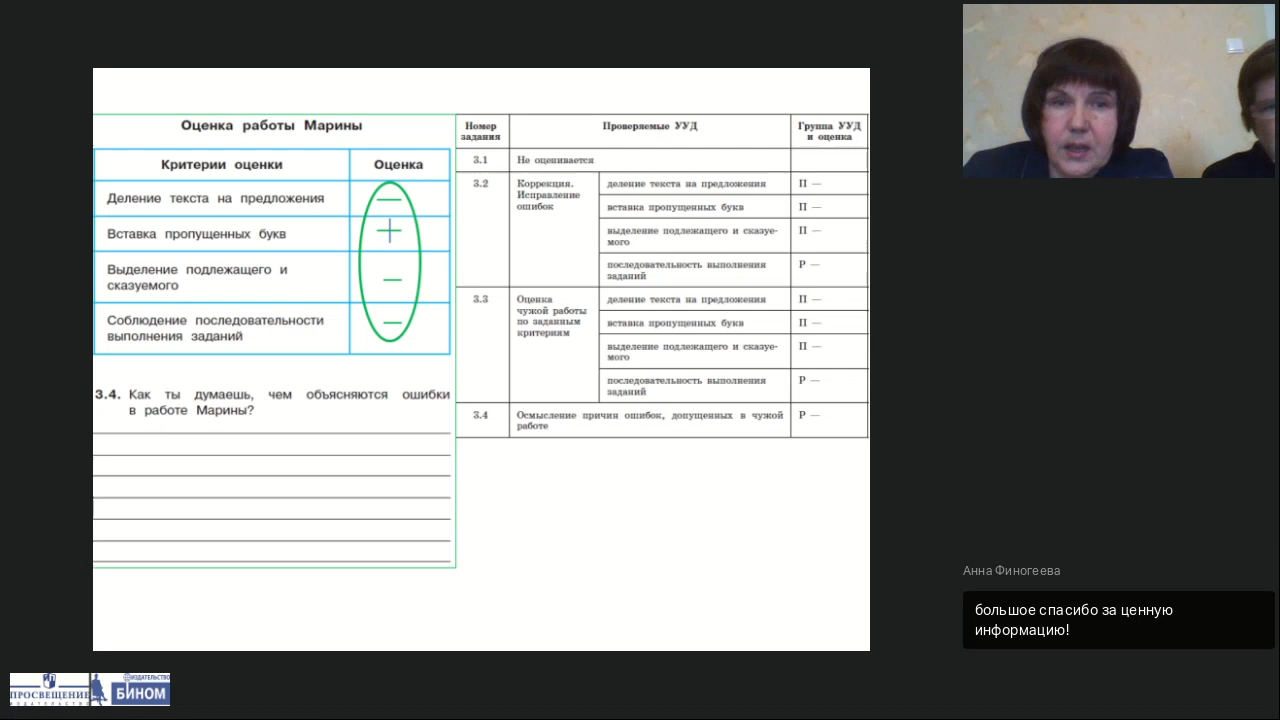 Оценка работы Марины
Критерии оценки
Оценка
Деление текста на предложения
—
Вставка пропущенных букв
+
Выделение подлежащего и
сказуемого
—
Соблюдение последовательности
выполнения заданий
—
3.4. Как ты думаешь, чем объясняются ошибки
в работе Марины?
Номер
задания
Проверяемые УУД
Группа УУД
и оценка
3.1
Не оценивается
3.2
Коррекция.
Исправление
ошибок
деление текста на предложения
П —
вставка пропущенных букв
П —
выделение подлежащего и сказуе-
мого
П —
последовательность выполнения
заданий
Р —
3.3
Оценка
чужой работы
по заданным
критериям
деление текста на предложения
П —
вставка пропущенных букв
П —
выделение подлежащего и сказуе-
мого
П —
последовательность выполнения
заданий
Р —
3.4
Осмысление причин ошибок, допущенных в чужой
работе
Р —
Анна Финогеева
большое спасибо за ценную
информацию!
ПРОСВЕЩЕНИЕ
ИЗДАТЕЛЬСТВО
ИЗДАТЕЛЬСТВО
БИНОМ